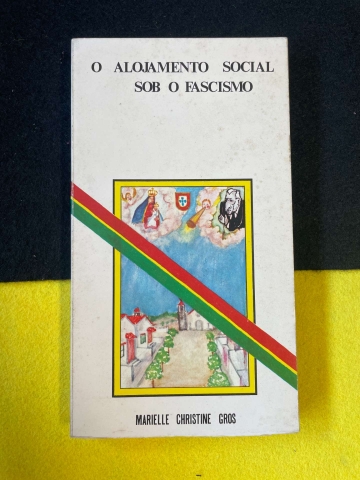 O ALOJAMENTO SOCIAL
SOB O FASCISMO
MARIELLE CHRISTINE GROS